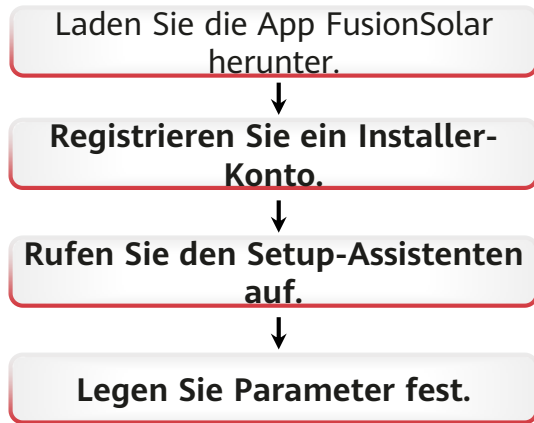 Laden Sie die App FusionSolar
herunter.
Registrieren Sie ein Installer-
Konto.
Rufen Sie den Setup-Assistenten
auf.
Legen Sie Parameter fest.